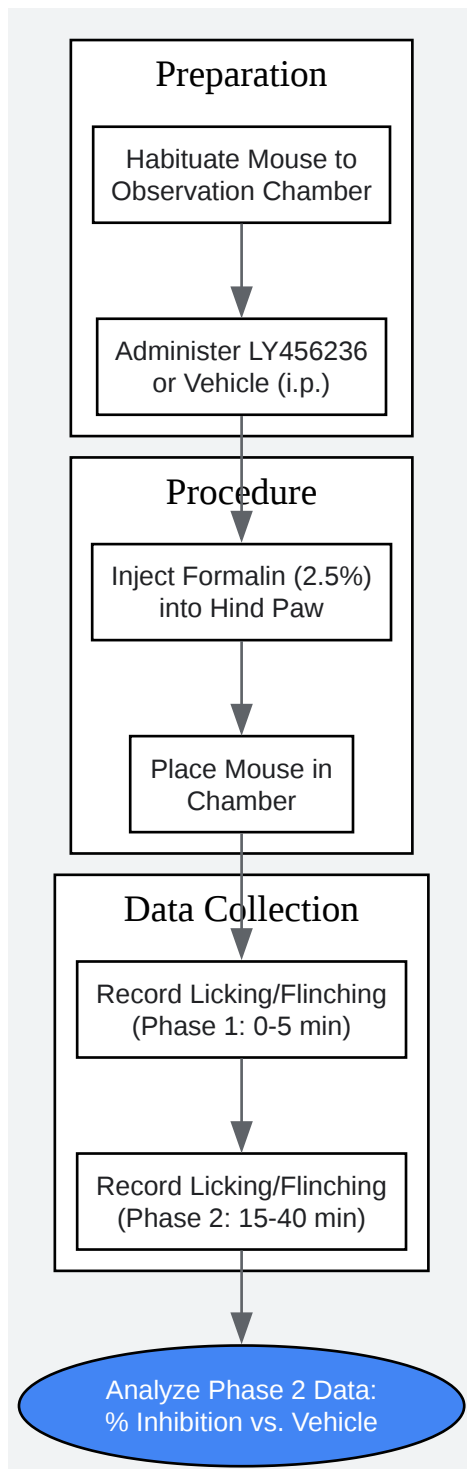 Preparation
Habituate Mouse to
Observation Chamber
Administer LY456236
or Vehicle (i.p.)
Procedure
Inject Formalin (2.5%)
into Hind Paw
Place Mouse in
Chamber
Data Collection
Record Licking/Flinching
(Phase 1: 0-5 min)
Record Licking/Flinching
(Phase 2: 15-40 min)
Analyze Phase 2 Data:
% Inhibition vs. Vehicle